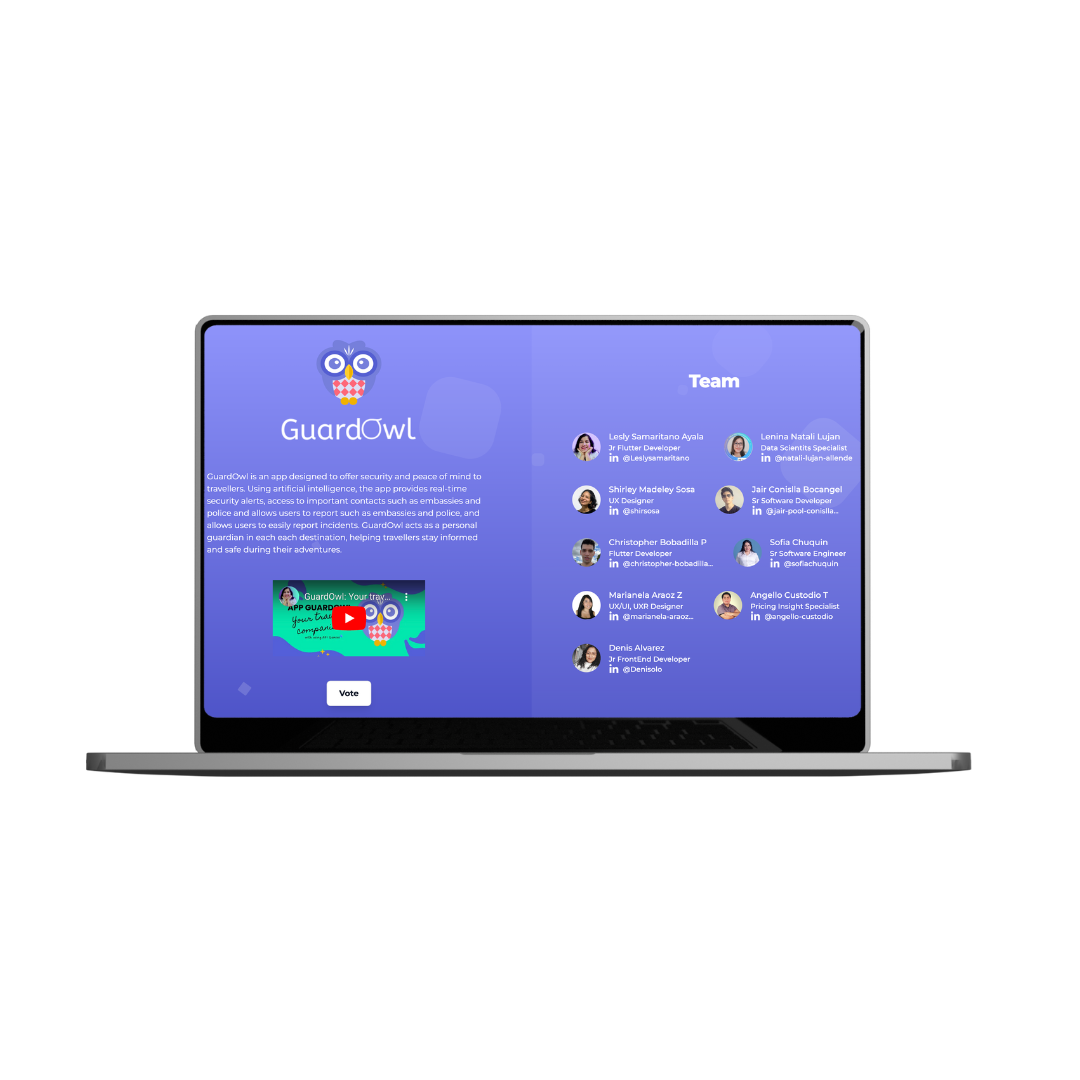 GuardOwl
GuardOwl is an app designed to offer security and peace of mind to
travellers. Using artificial intelligence, the app provides real-time
security alerts, access to important contacts such as embassies and
police and allows users to report such as embassies and police, and
allows users to easily report incidents. GuardOwl acts as a personal
guardian in each each destination, helping travellers stay informed
and safe during their adventures.
GuardOwl: Your trav...
APP GUARDOWL
Your trav
compani
Vote
Team
Lesly Samaritano Ayala
Jr Flutter Developer
in @Leslysamaritano
Lenina Natali Lujan
Data Scientits Specialist
in @natali-lujan-allende
Shirley Madeley Sosa
UX Designer
in @shirsosa
Jair Conislla Bocangel
Sr Software Developer
in @jair-pool-conislla...
Christopher Bobadilla P
Flutter Developer
in @christopher-bobadilla...
Sofia Chuquin
Sr Software Engineer
in @sofiachuquin
Marianela Araoz Z
UX/UI, UXR Designer
in @marianela-araoz...
Angello Custodio T
Pricing Insight Specialist
in @angello-custodio
Denis Alvarez
Jr FrontEnd Developer
in @Denisolo